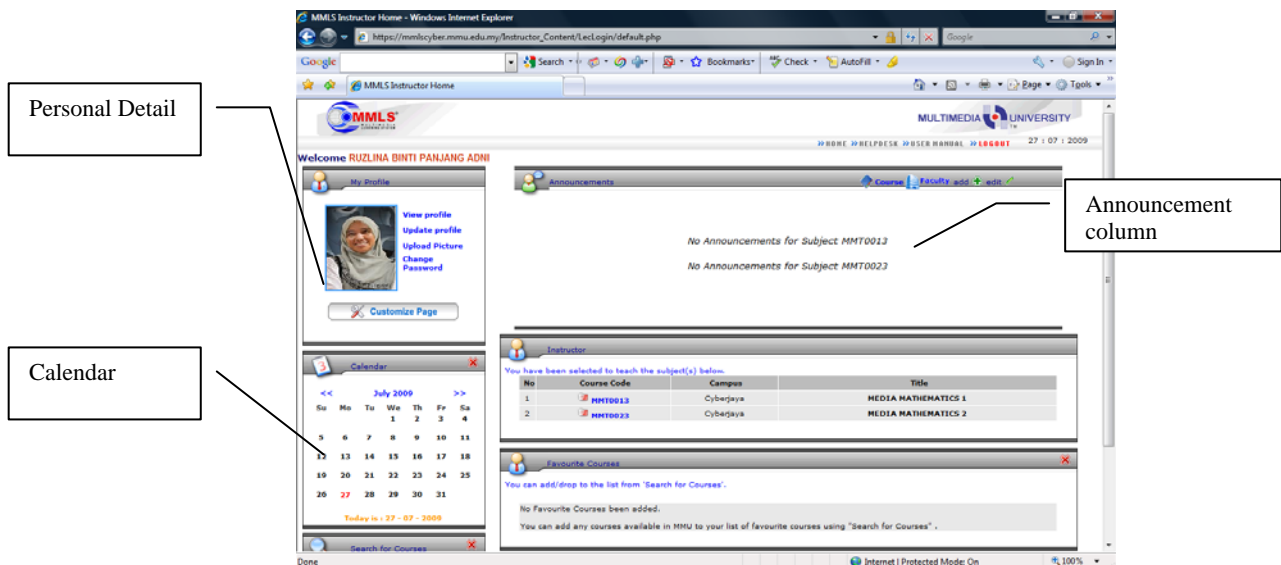 MMLS Instructor Home - Windows Internet Explorer
https://mmlscyber.mmu.edu.my/Instructor_Content/LecLogin/default.php
Google
Google
Search
Bookmarks
Check
AutoFill
Sign In
MMLS Instructor Home
Page
Tools
Personal Detail
MMLS
MULTIMEDIA UNIVERSITY
HOME HELPDESK USER MANUAL LOGOUT 27 : 07 : 2009
Welcome RUZLINA BINTI PANJANG ADNI
My Profile
View profile
Update profile
Upload Picture
Change
Password
Customize Page
Announcements
Course Faculty add edit
No Announcements for Subject MMT0013
No Announcements for Subject MMT0023
Announcement
column
Calendar
Calendar
<< July 2009 >>
Su Mo Tu We Th Fr Sa
1 2 3 4
5 6 7 8 9 10 11
12 13 14 15 16 17 18
19 20 21 22 23 24 25
26 27 28 29 30 31
Today is : 27 - 07 - 2009
Search for Courses
Instructor
You have been selected to teach the subject(s) below.
No Course Code Campus Title
1 MMT0013 Cyberjaya MEDIA MATHEMATICS 1
2 MMT0023 Cyberjaya MEDIA MATHEMATICS 2
Favourite Courses
You can add/drop to the list from 'Search for Courses'.
No Favourite Courses been added.
You can add any courses available in MMU to your list of favourite courses using "Search for Courses" .
Done
Internet | Protected Mode: On
100%